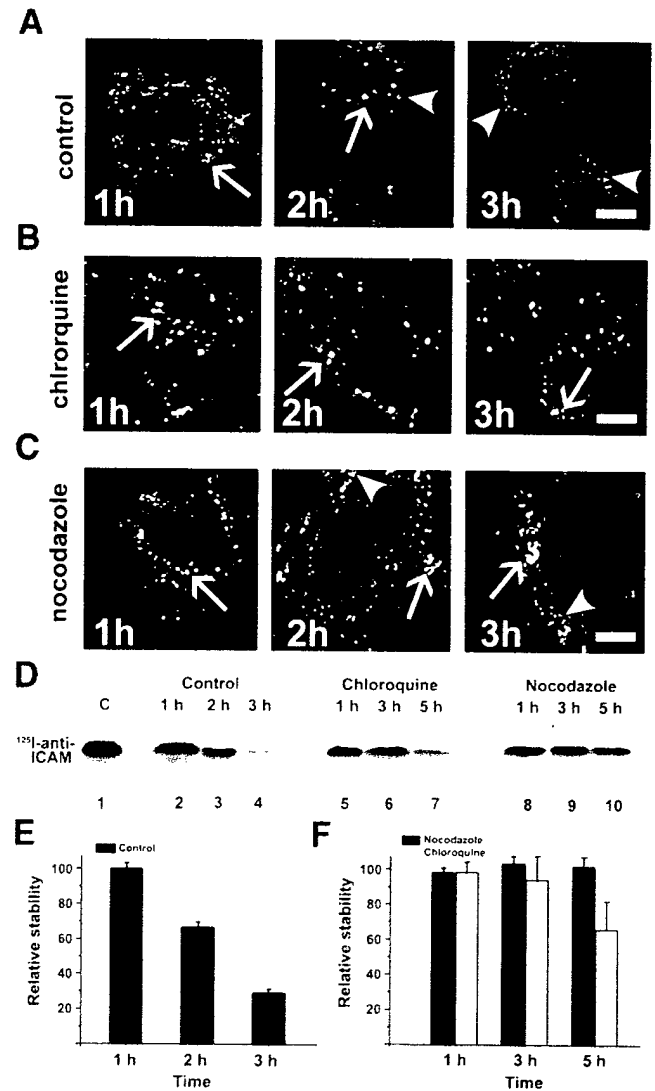 A
control
1h
2h
3h
B
chlrorquine
1h
2h
3h
C
nocodazole
1h
2h
3h
D
Control
Chloroquine
Nocodazole
C
1 h 2 h 3 h
1 h 3 h 5 h
1 h 3 h 5 h
125I-anti-
ICAM
1 2 3 4 5 6 7 8 9 10
E
Control
Relative stability
100
80
60
40
20
1 h 2 h 3 h
Time
F
Nocodazole
Chloroquine
Relative stability
100
80
60
40
20
1 h 3 h 5 h
Time